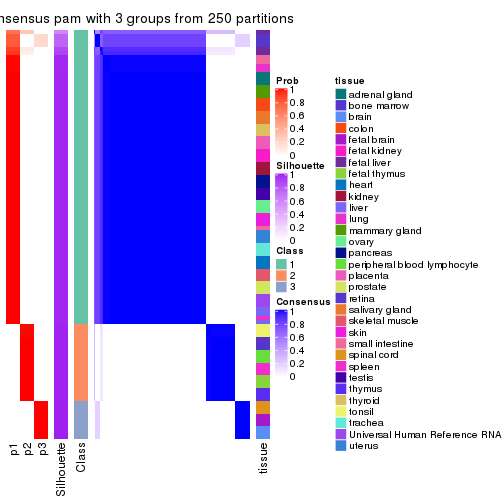 nsensus pam with 3 groups from 250 partitions
Prob
1
0.8
0.6
0.4
0.2
0
Silhouette
1
0.8
0.6
0.4
0.2
0
Class
1
2
3
Consensus
1
0.8
0.6
0.4
0.2
0
tissue
adrenal gland
bone marrow
brain
colon
fetal brain
fetal kidney
fetal liver
fetal thymus
heart
kidney
liver
lung
mammary gland
ovary
pancreas
peripheral blood lymphocyte
placenta
prostate
retina
salivary gland
skeletal muscle
skin
small intestine
spinal cord
spleen
testis
thymus
thyroid
tonsil
trachea
Universal Human Reference RNA
uterus
p1
p2
p3
Silhouette
Class
tissue